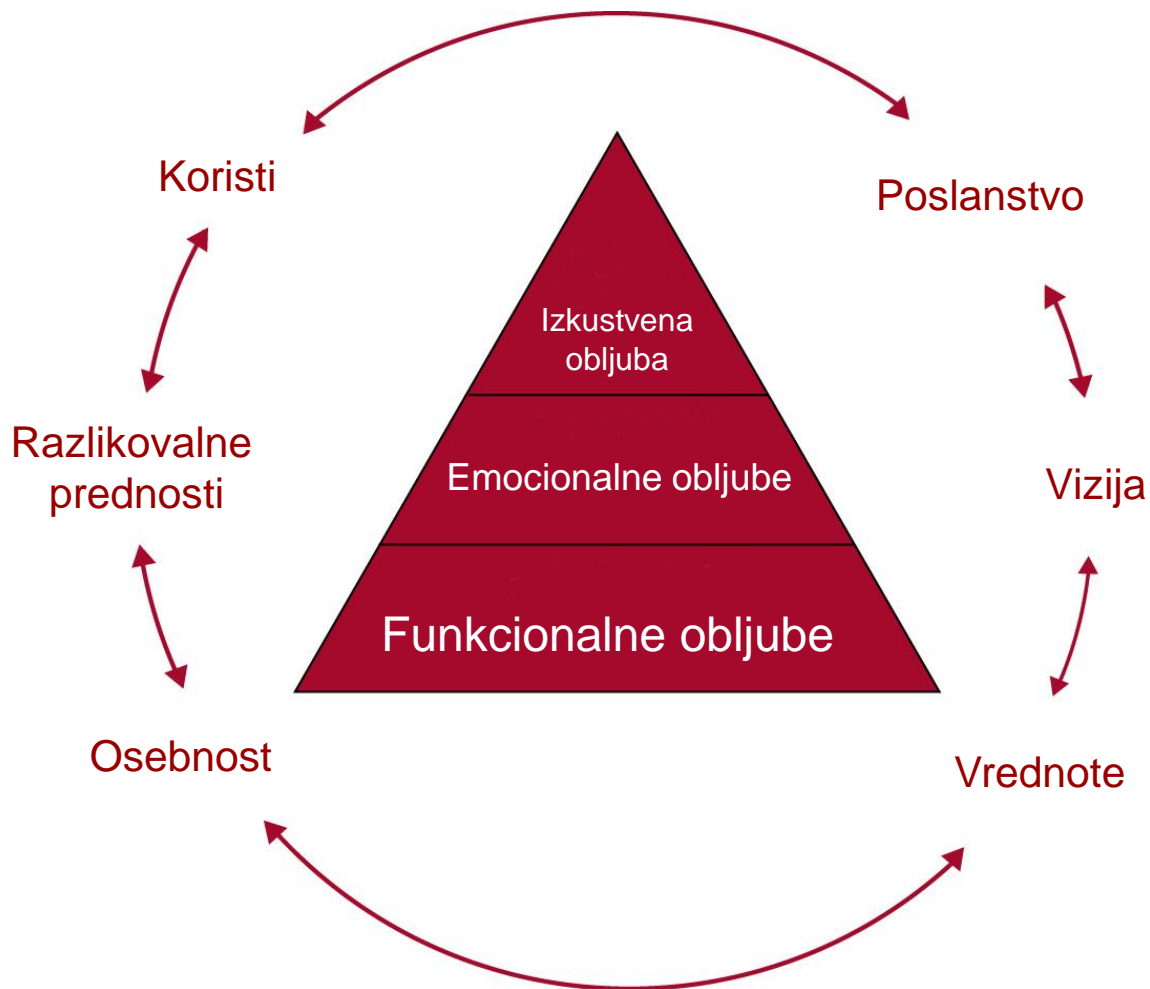 Koristi
Poslanstvo
Izkustvena
obljuba
Razlikovalne
prednosti
Emocionalne obljube
Vizija
Funkcionalne obljube
Osebnost
Vrednote